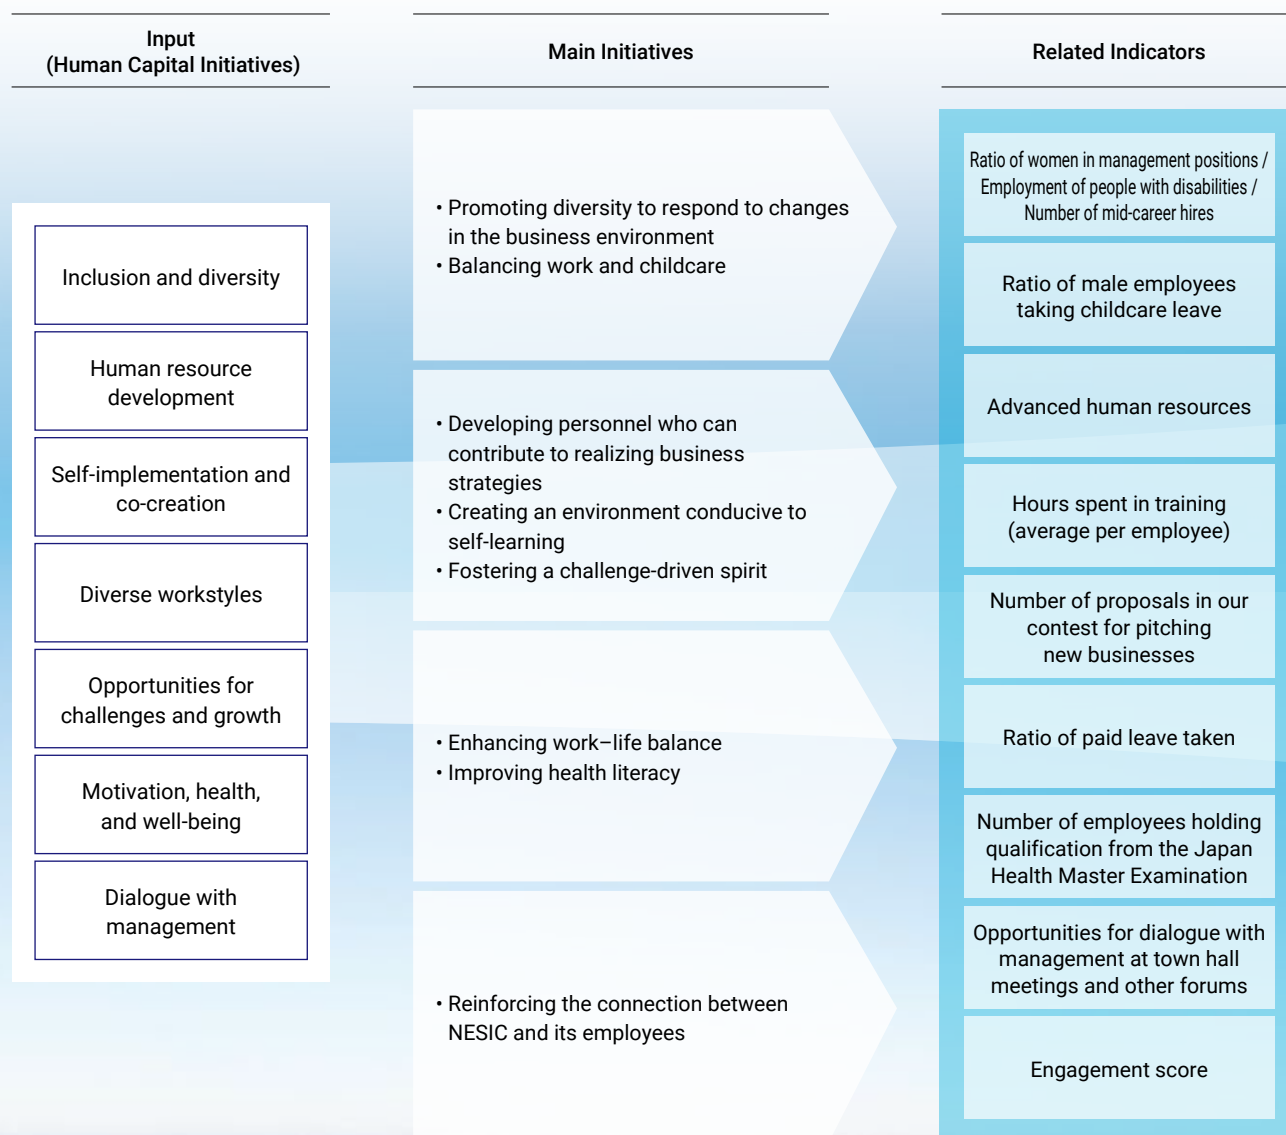 Input
(Human Capital Initiatives)
Main Initiatives
Related Indicators
Inclusion and diversity
Human resource
development
Self-implementation and
co-creation
Diverse workstyles
Opportunities for
challenges and growth
Motivation, health,
and well-being
Dialogue with
management
• Promoting diversity to respond to changes
in the business environment
• Balancing work and childcare
• Developing personnel who can
contribute to realizing business
strategies
• Creating an environment conducive to
self-learning
• Fostering a challenge-driven spirit
• Enhancing work–life balance
• Improving health literacy
• Reinforcing the connection between
NESIC and its employees
Ratio of women in management positions /
Employment of people with disabilities /
Number of mid-career hires
Ratio of male employees
taking childcare leave
Advanced human resources
Hours spent in training
(average per employee)
Number of proposals in our
contest for pitching
new businesses
Ratio of paid leave taken
Number of employees holding
qualification from the Japan
Health Master Examination
Opportunities for dialogue with
management at town hall
meetings and other forums
Engagement score